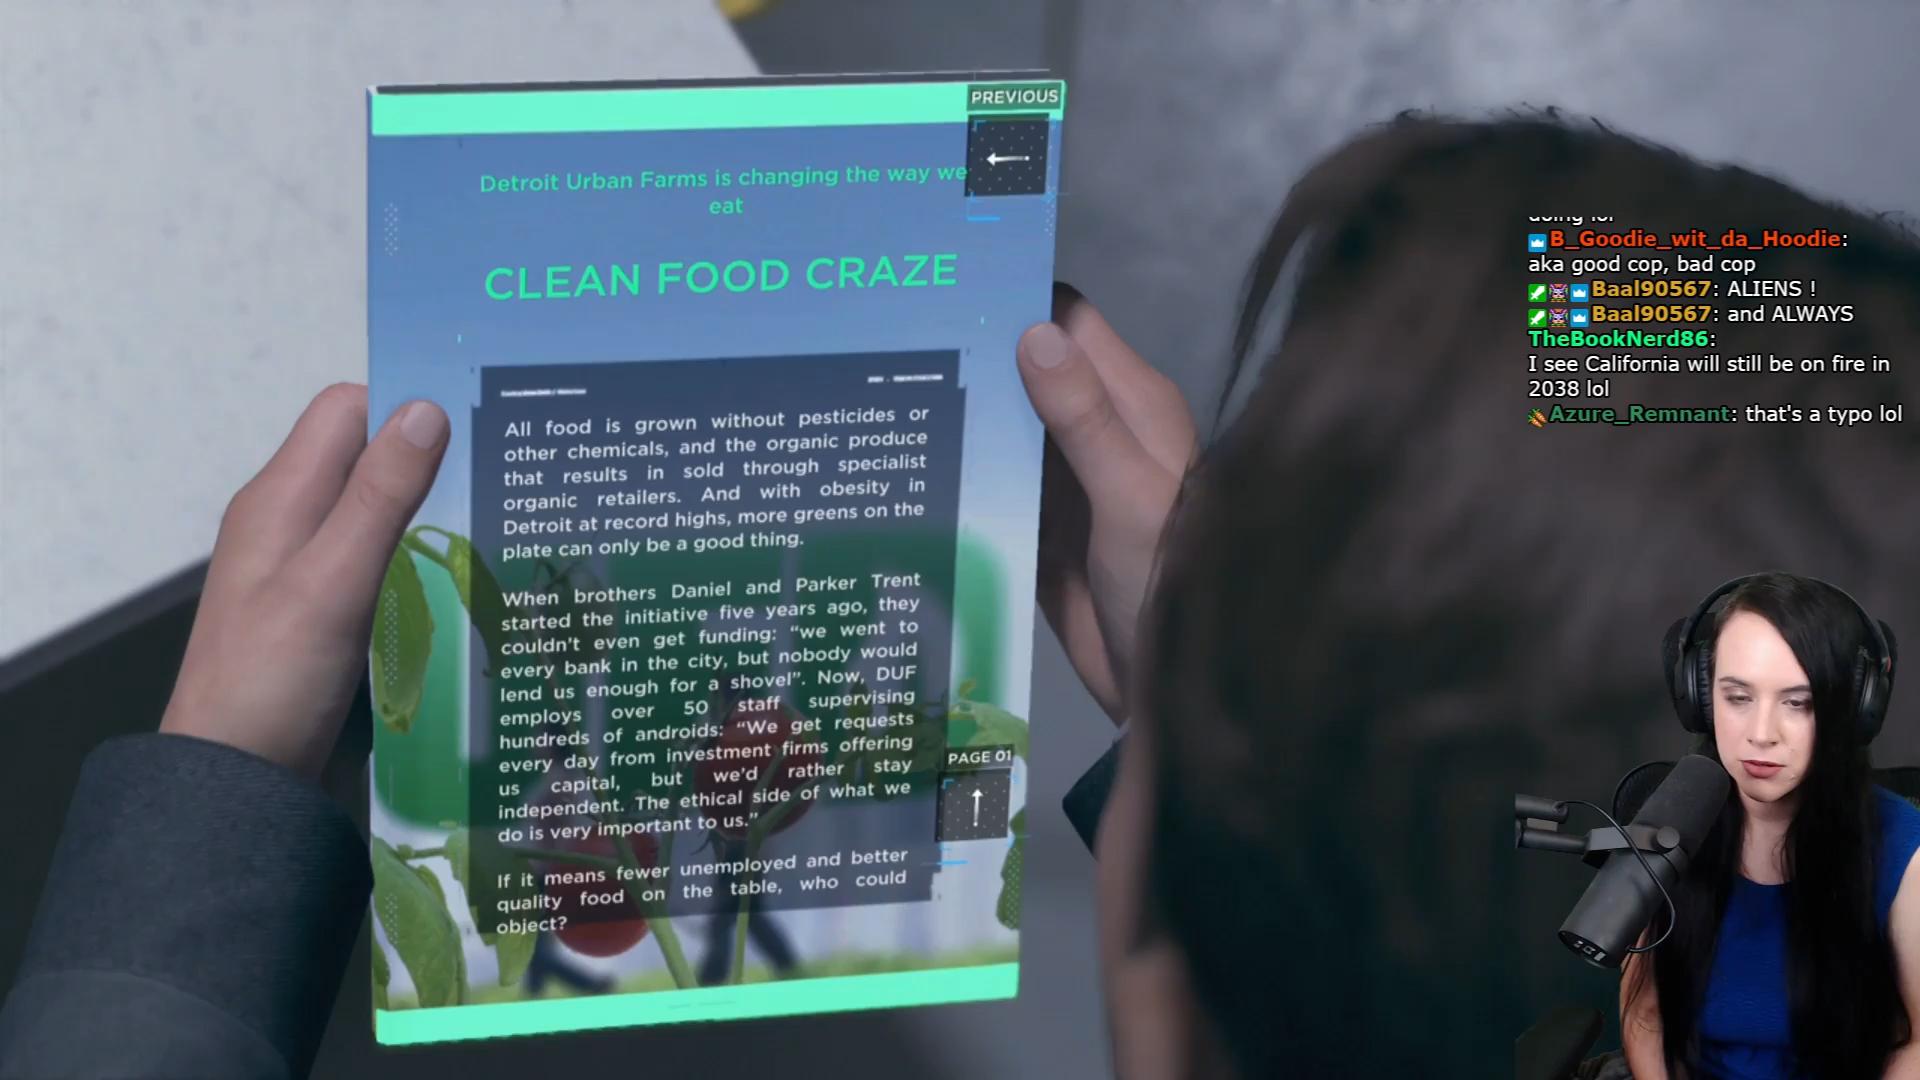 PREVIOUS
Detroit Urban Farms is changing the way we
eat
CLEAN FOOD CRAZE
All food is grown without pesticides or
other chemicals, and the organic produce
that results in sold through specialist
organic retailers. And with obesity in
Detroit at record highs, more greens on the
plate can only be a good thing.
When brothers Daniel and Parker Trent
started the initiative five years ago, they
couldn't even get funding: “we went to
every bank in the city, but nobody would
lend us enough for a shovel”. Now, DUF
employs over 50 staff supervising
hundreds of androids: “We get requests
every day from investment firms offering
us capital, but we'd rather stay
independent. The ethical side of what we
do is very important to us.”
If it means fewer unemployed and better
quality food on the table, who could
object?
PAGE 01
doing lol
B_Goodie_wit_da_Hoodie:
aka good cop, bad cop
Baal90567: ALIENS !
Baal90567: and ALWAYS
TheBookNerd86:
I see California will still be on fire in
2038 lol
Azure_Remnant: that's a typo lol